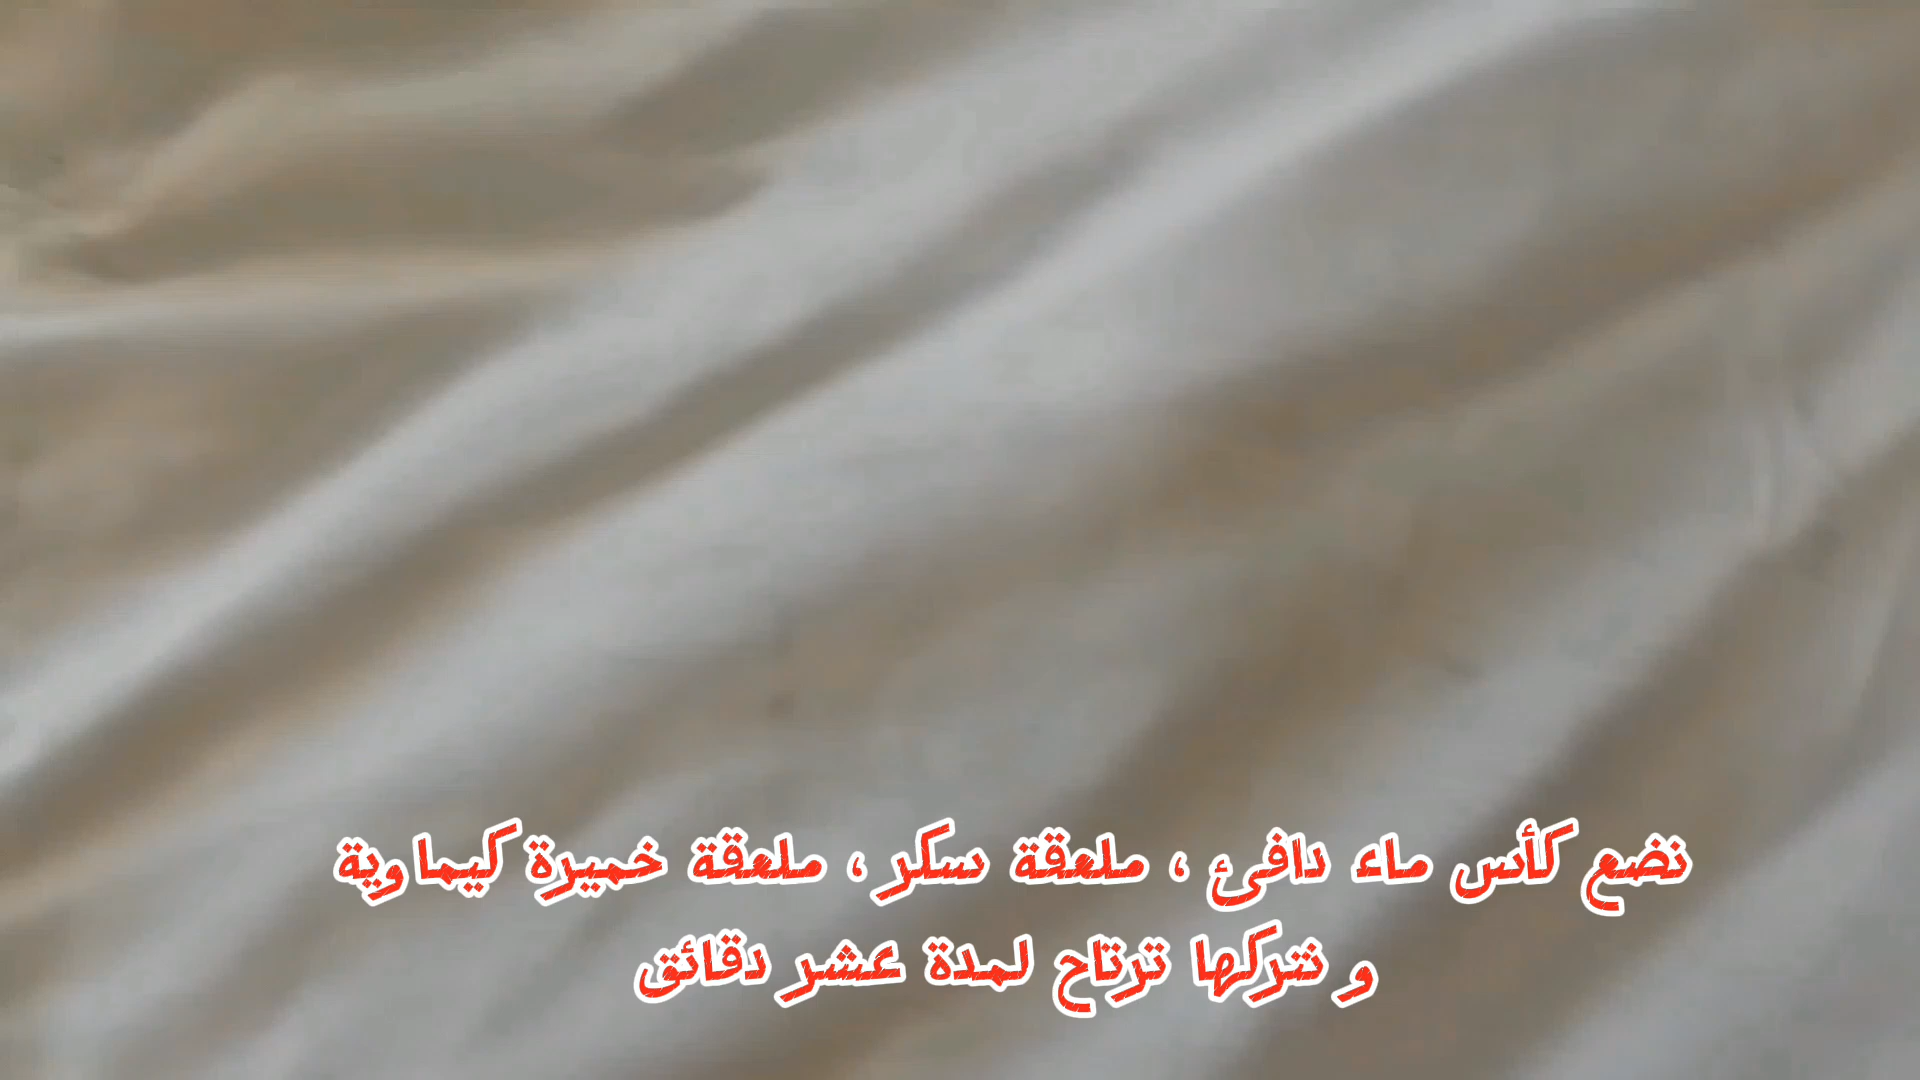 نضع كأس ماء دافئ ، ملعقة سكر ، ملعقة خميرة كيماوية
و نتركها ترتاح لمدة عشر دقائق